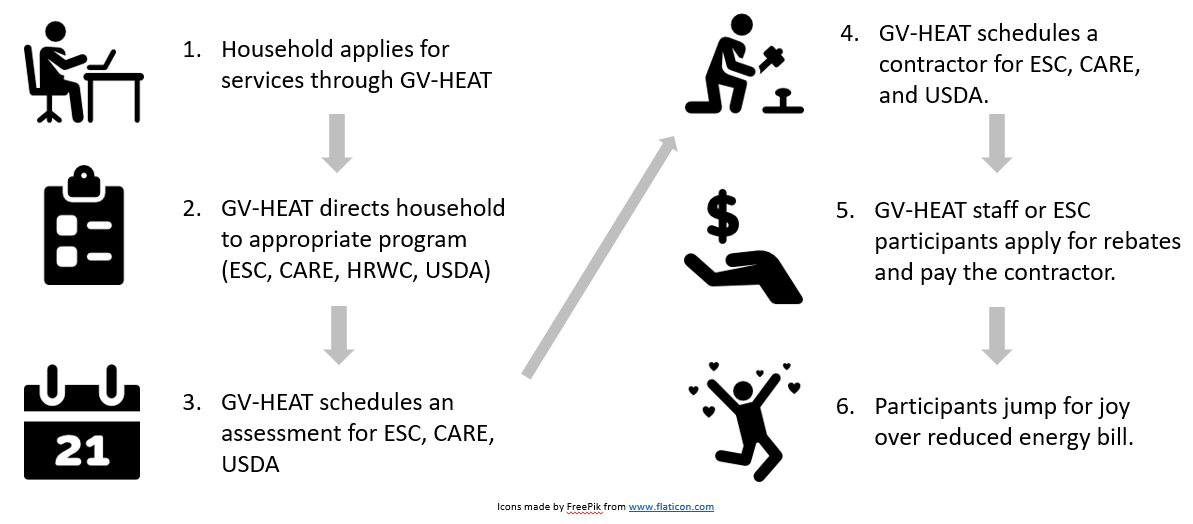 1. Household applies for
services through GV-HEAT
2. GV-HEAT directs household
to appropriate program
(ESC, CARE, HRWC, USDA)
21
3. GV-HEAT schedules an
assessment for ESC, CARE,
USDA
4. GV-HEAT schedules a
contractor for ESC, CARE,
and USDA.
$
5. GV-HEAT staff or ESC
participants apply for rebates
and pay the contractor.
6. Participants jump for joy
over reduced energy bill.
Icons made by FreePik from www.flaticon.com